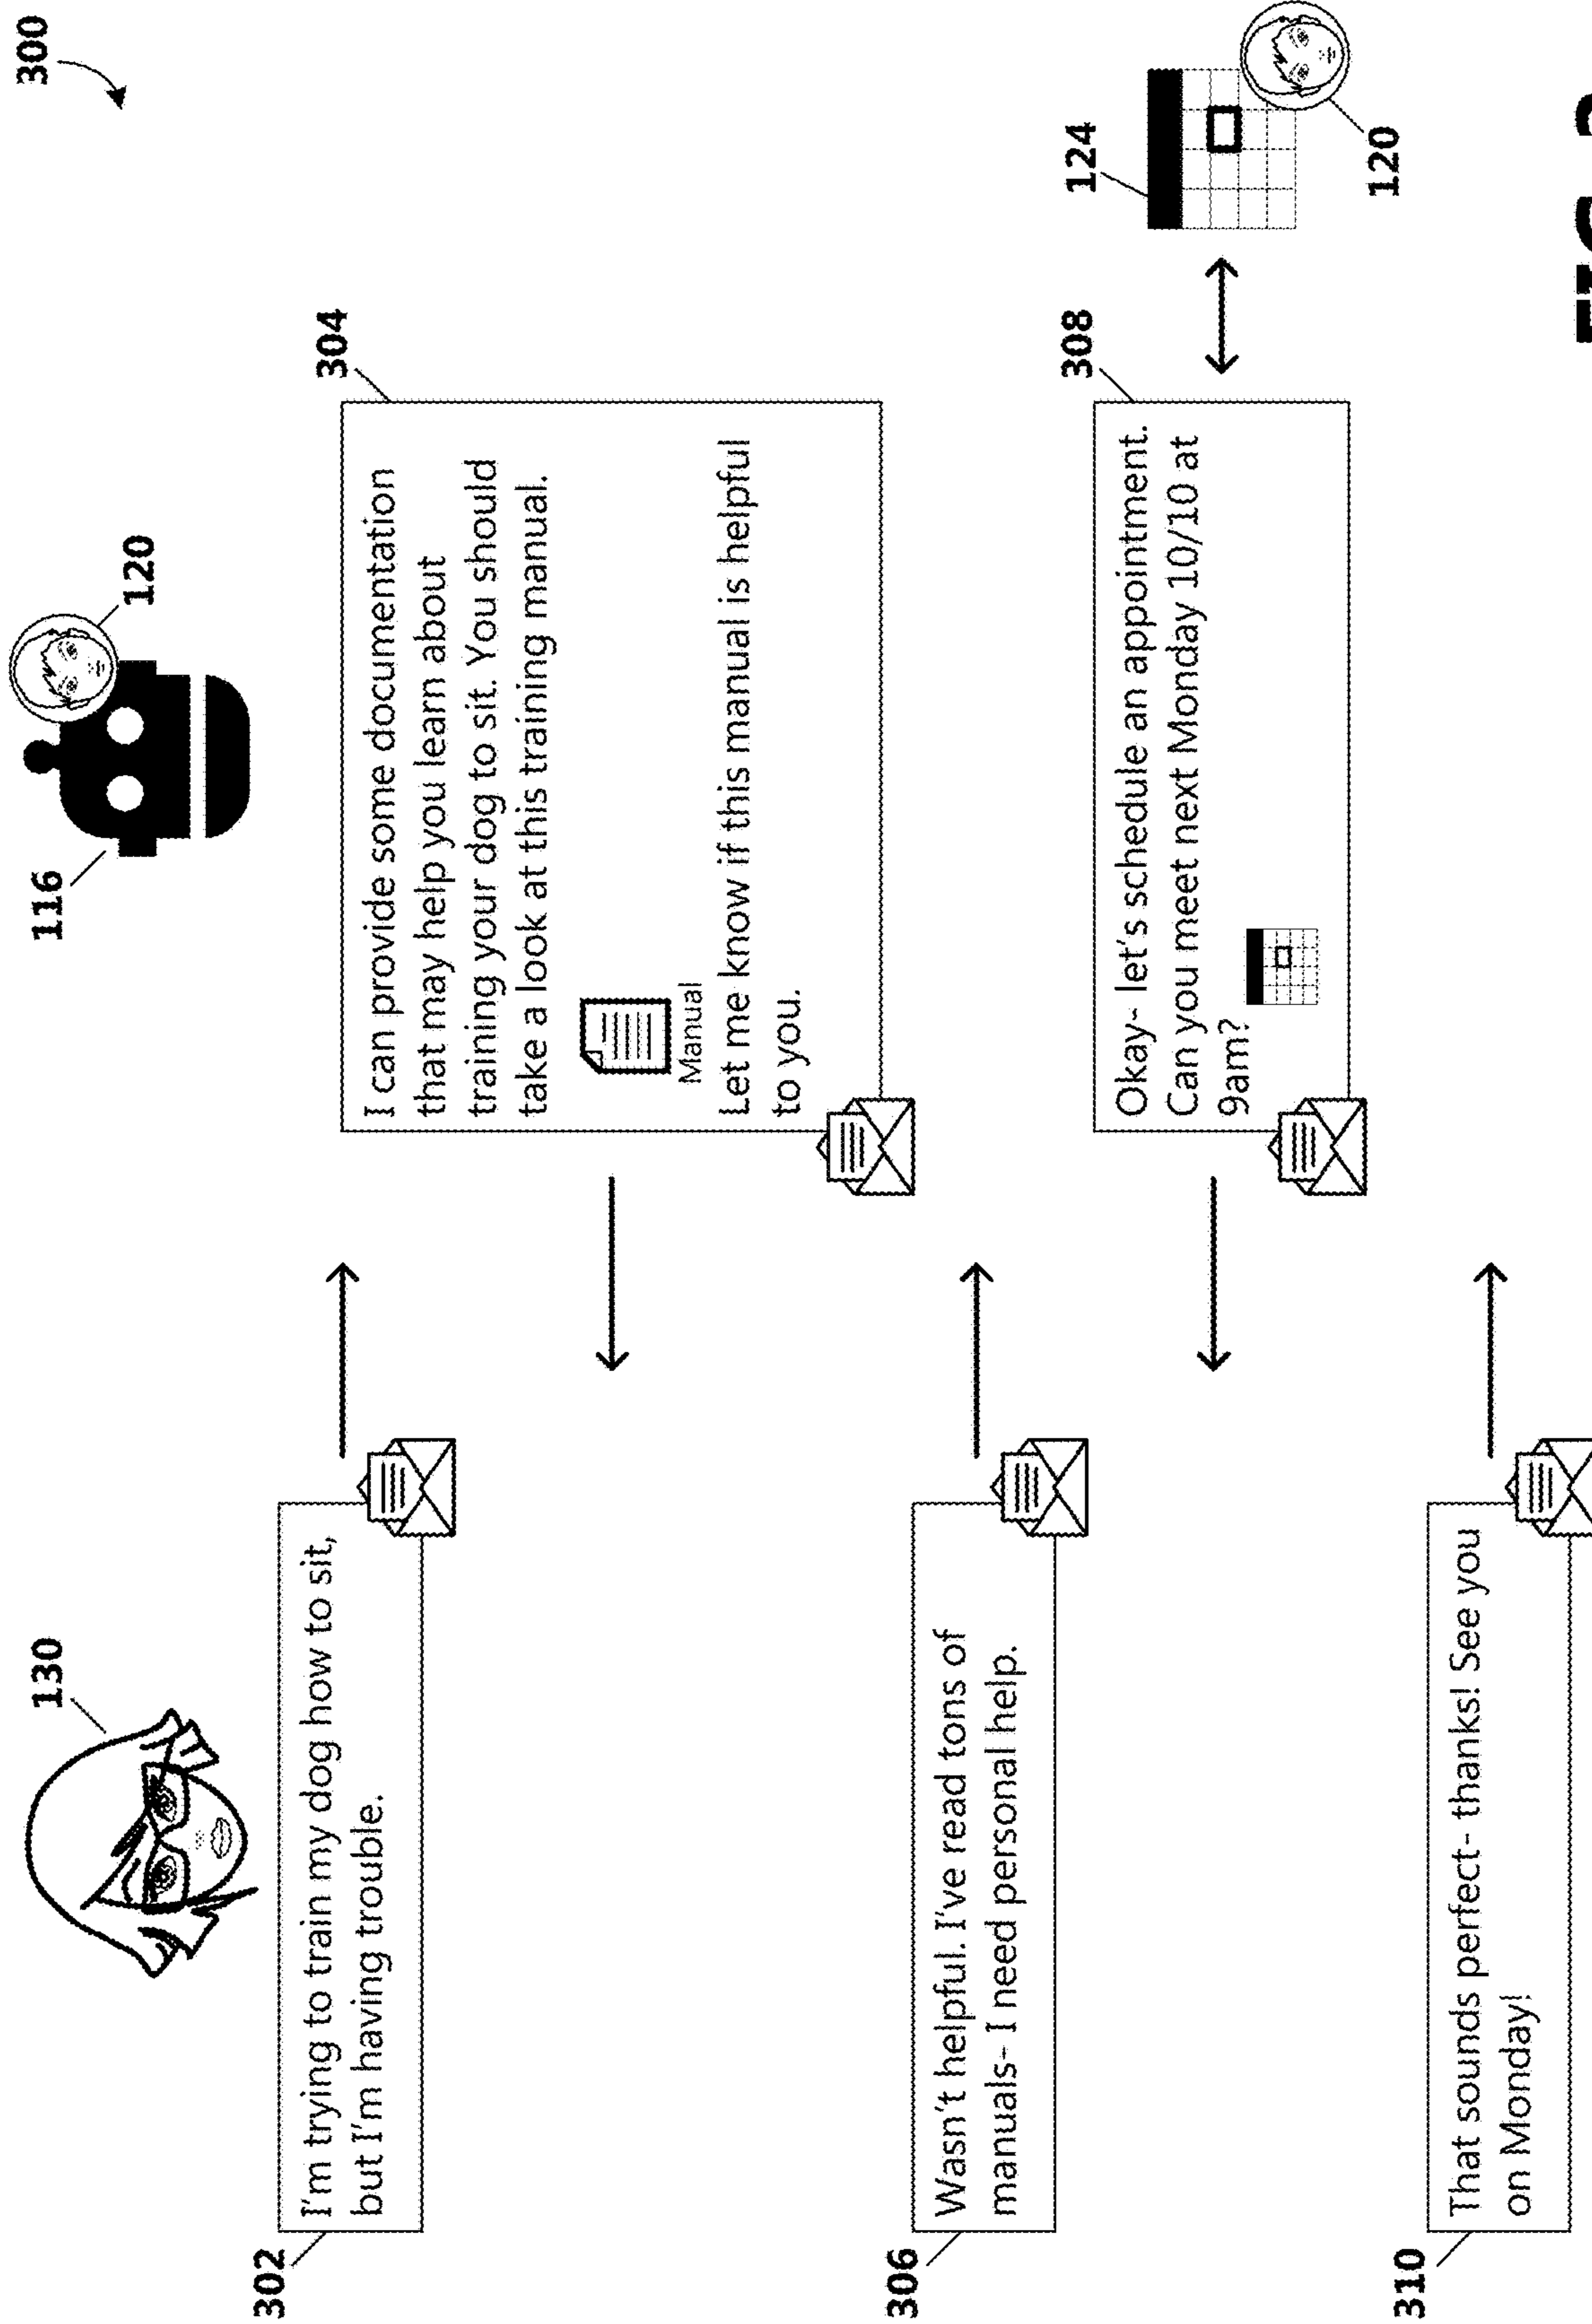 300
130
116
120
302
I'm trying to train my dog how to sit,
but I'm having trouble.
304
I can provide some documentation
that may help you learn about
training your dog to sit. You should
take a look at this training manual.
Manual
Let me know if this manual is helpful
to you.
306
Wasn't helpful. I've read tons of
manuals- I need personal help.
308
Okay- let's schedule an appointment.
Can you meet next Monday 10/10 at
9am?
124
120
310
That sounds perfect- thanks! See you
on Monday!